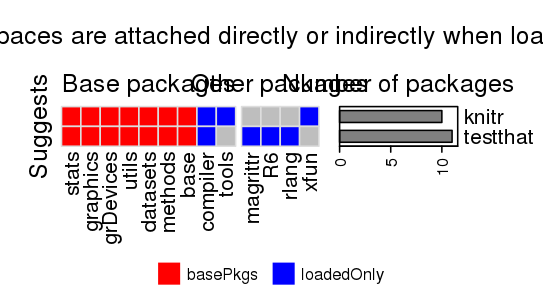 paces are attached directly or indirectly when loa
Base packages
Other packages
Number of packages
Suggests
knitr
testthat
stats
graphics
grDevices
utils
datasets
methods
base
compiler
tools
magrittr
R6
rlang
xfun
0
5
10
basePkgs
loadedOnly